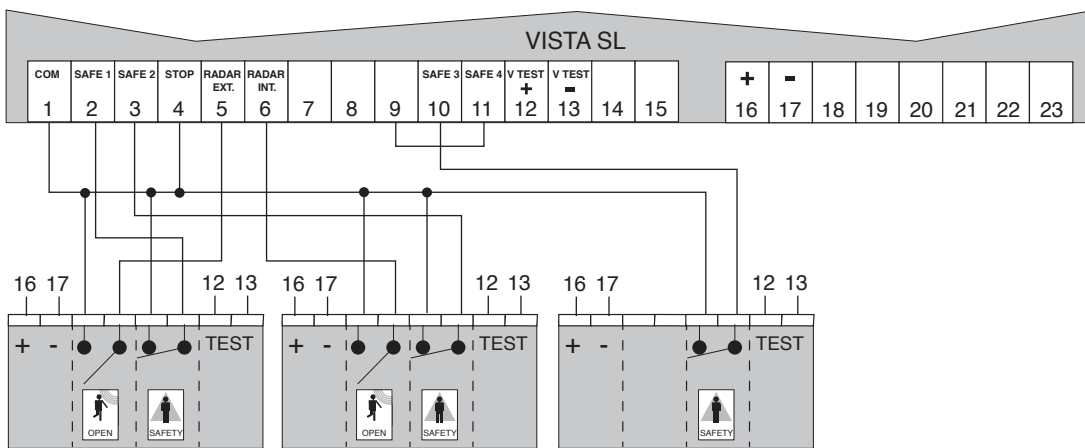 VISTA SL
COM SAFE 1 SAFE 2 STOP RADAR EXT. RADAR INT. SAFE 3 SAFE 4 V TEST + V TEST -
1 2 3 4 5 6 7 8 9 10 11 12 13 14 15
+ -
16 17 18 19 20 21 22 23
16 17 12 13 16 17 12 13 16 17 12 13
+ - TEST + - TEST + - TEST
OPEN SAFETY OPEN SAFETY SAFETY